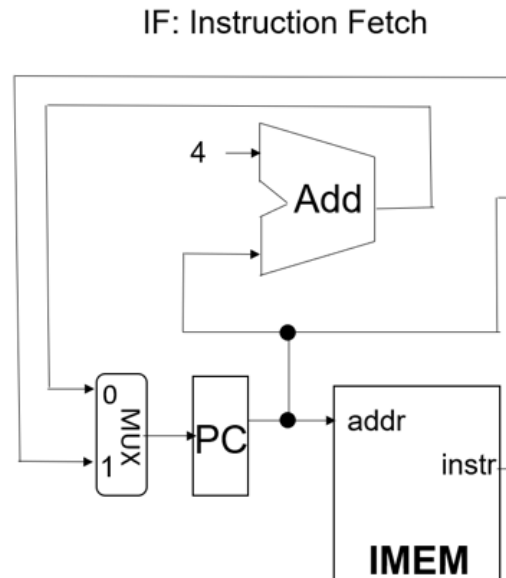 IF: Instruction Fetch
4
Add
0
MUX
1
PC
addr
instr
IMEM